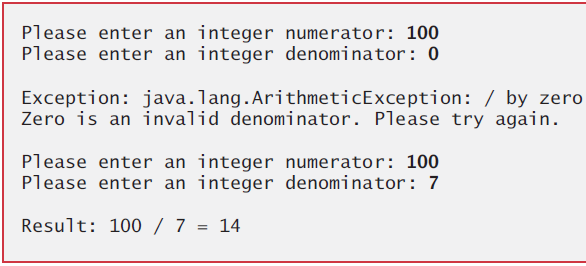 Please enter an integer numerator: 100
Please enter an integer denominator: 0
Exception: java.lang.ArithmeticException: / by zero
Zero is an invalid denominator. Please try again.
Please enter an integer numerator: 100
Please enter an integer denominator: 7
Result: 100 / 7 = 14